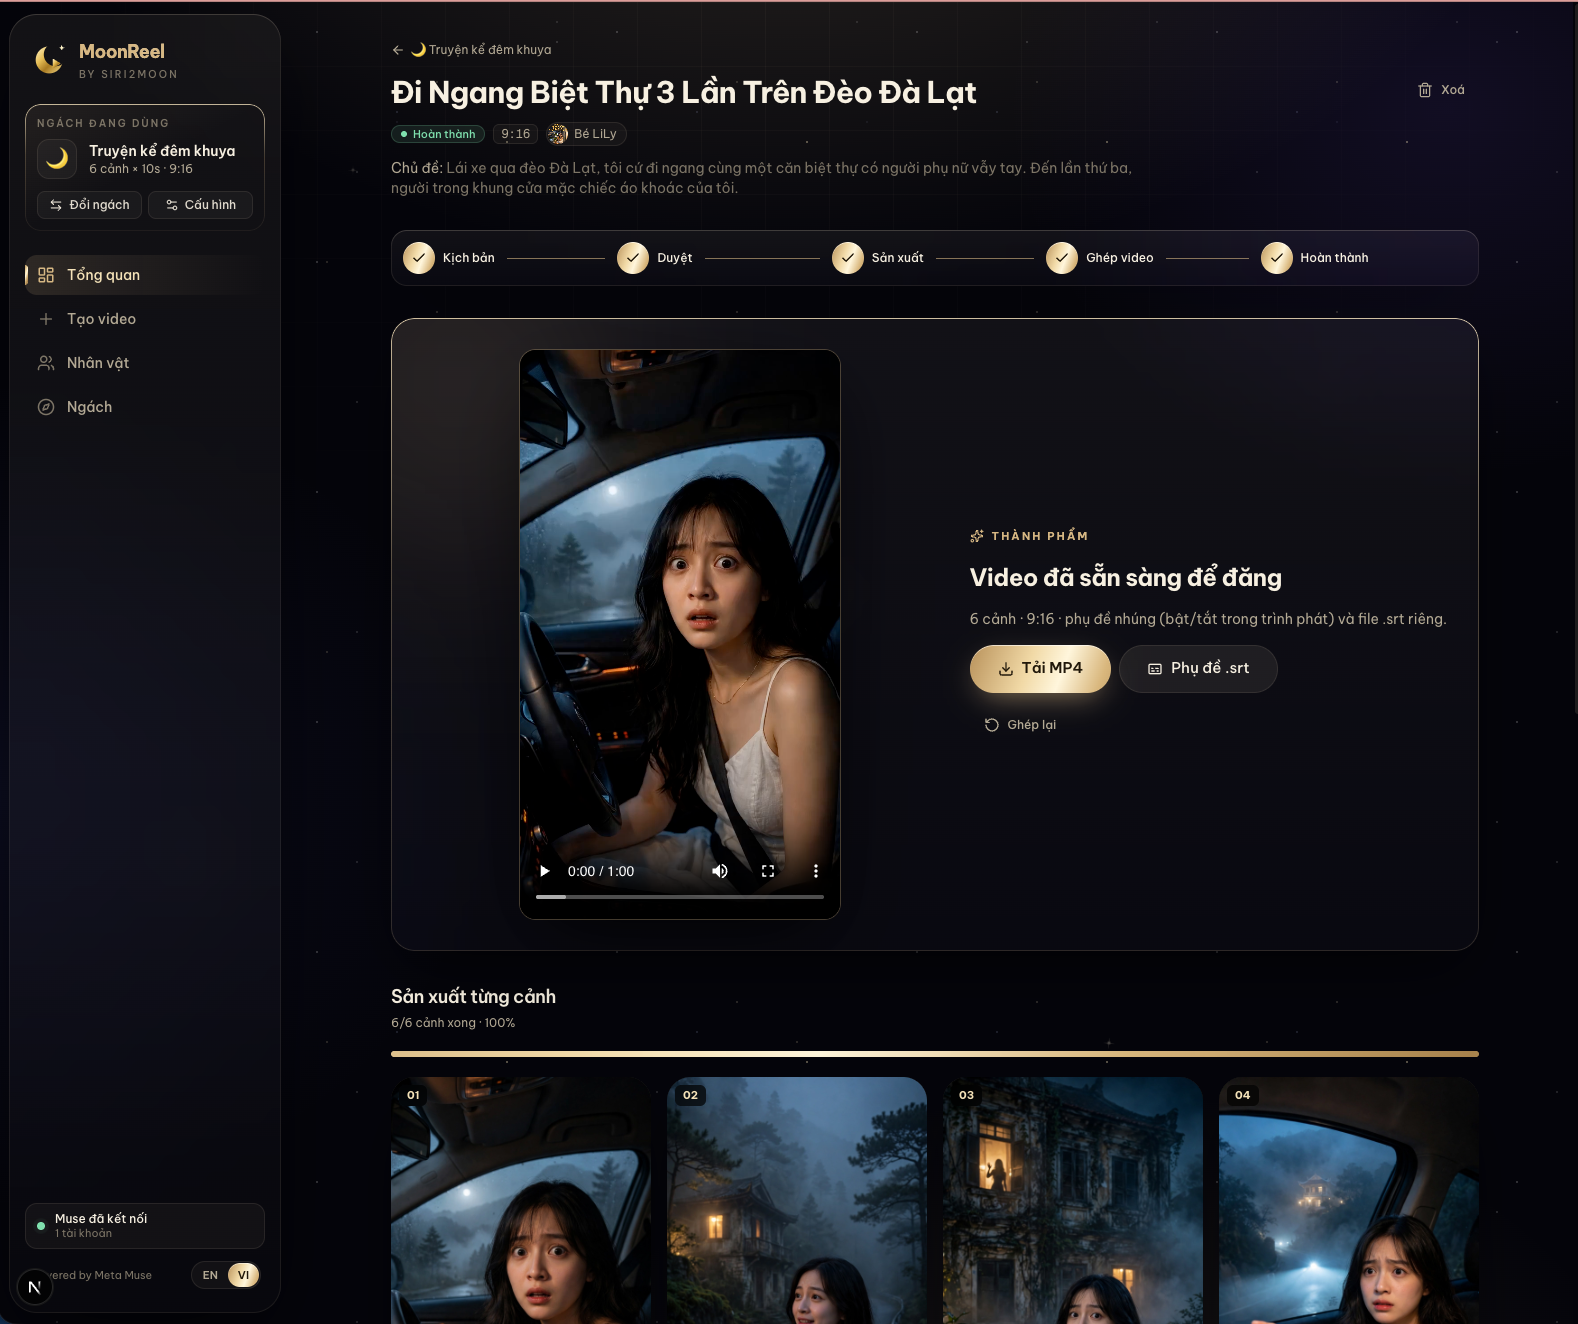 MoonReel
BY SIRI2MOON
NGÁCH ĐANG DÙNG
Truyện kể đêm khuya
6 cảnh × 10s · 9:16
Đổi ngách
Cấu hình
Tổng quan
Tạo video
Nhân vật
Ngách
Muse đã kết nối
1 tài khoản
vered by Meta Muse
EN
VI
N
Truyện kể đêm khuya
Đi Ngang Biệt Thự 3 Lần Trên Đèo Đà Lạt
Xoá
Hoàn thành
9:16
Bé LiLy
Chủ đề: Lái xe qua đèo Đà Lạt, tôi cứ đi ngang cùng một căn biệt thự có người phụ nữ vẫy tay. Đến lần thứ ba,
người trong khung cửa mặc chiếc áo khoác của tôi.
Kịch bản
Duyệt
Sản xuất
Ghép video
Hoàn thành
0:00 / 1:00
THÀNH PHẨM
Video đã sẵn sàng để đăng
6 cảnh · 9:16 · phụ đề nhúng (bật/tắt trong trình phát) và file .srt riêng.
Tải MP4
Phụ đề .srt
Ghép lại
Sản xuất từng cảnh
6/6 cảnh xong · 100%
01
02
03
04